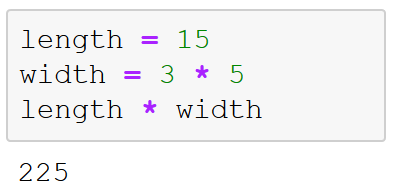 length = 15
width = 3 * 5
length * width
225